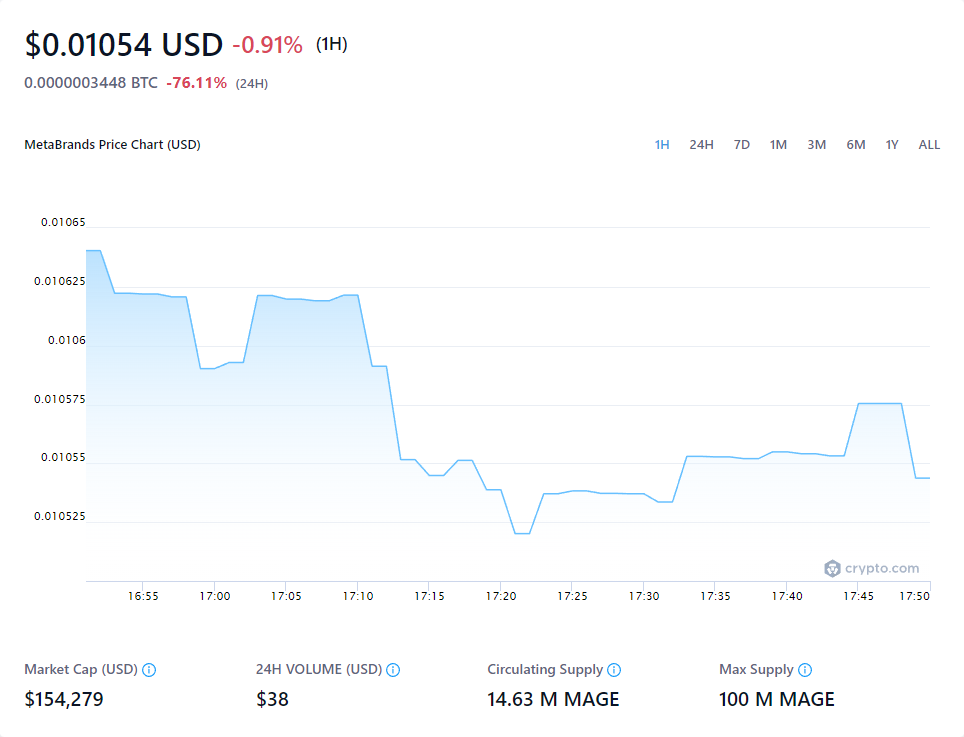 $0.01054 USD -0.91% (1H)
0.0000003448 BTC -76.11% (24H)
MetaBrands Price Chart (USD) 1H 24H 7D 1M 3M 6M 1Y ALL
0.01065
0.010625
0.0106
0.010575
0.01055
0.010525
crypto.com
16:55 17:00 17:05 17:10 17:15 17:20 17:25 17:30 17:35 17:40 17:45 17:50
Market Cap (USD) 24H VOLUME (USD) Circulating Supply Max Supply
$154,279 $38 14.63 M MAGE 100 M MAGE